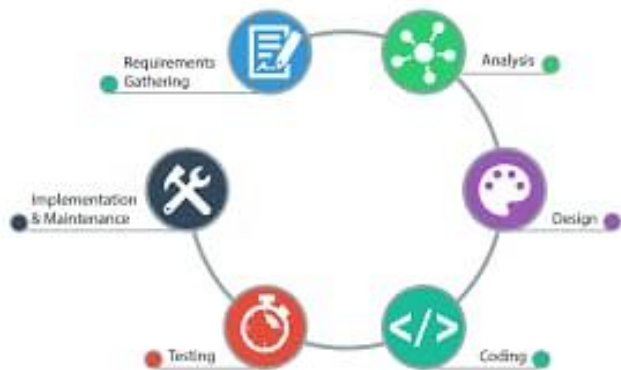 Requirements
Gathering
Analysis
Implementation
& Maintenance
Design
</>
Testing
Coding